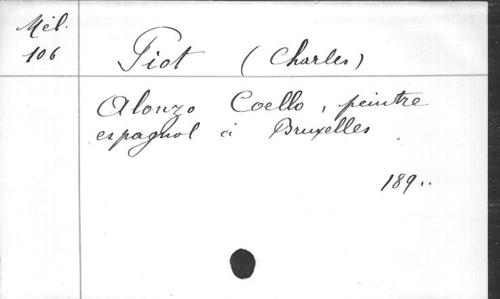 Mél.
106
Piot (Charles)
Alonzo Coello, peintre
espagnol à Bruxelles
189..